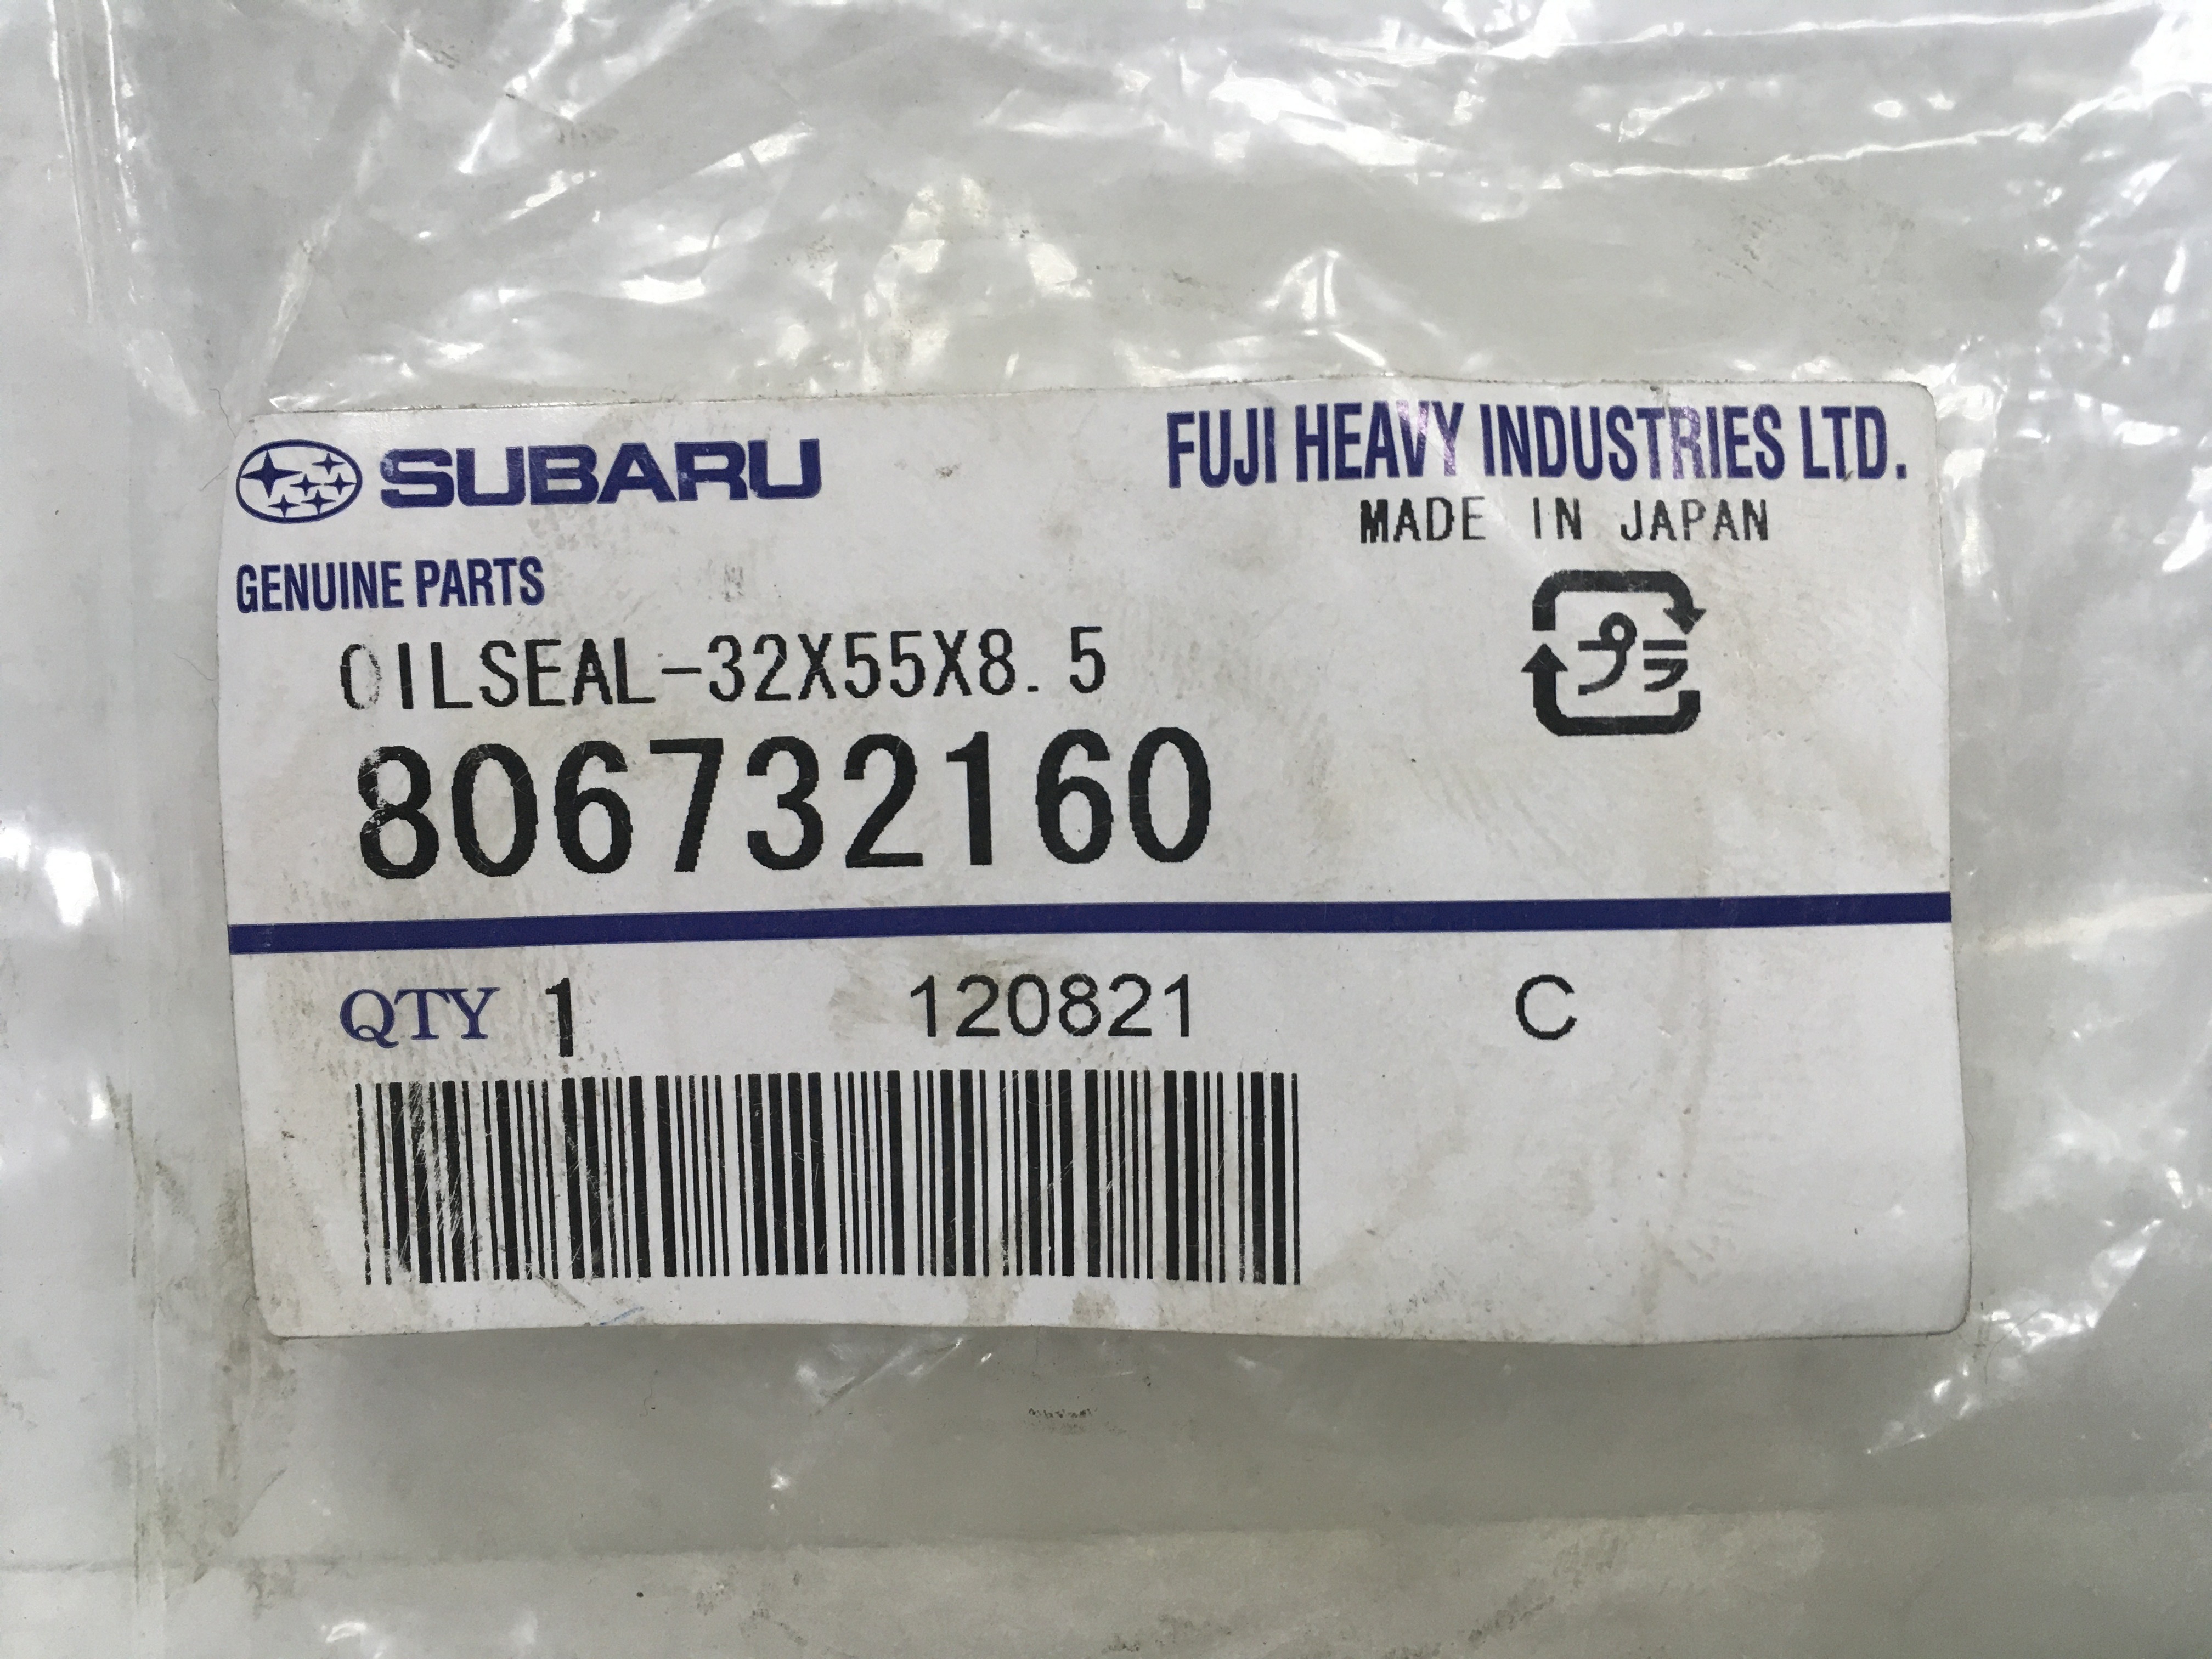 SUBARU
FUJI HEAVY INDUSTRIES LTD.
MADE IN JAPAN
GENUINE PARTS
プラ
OILSEAL-32X55X8.5
806732160
QTY 1 120821 C